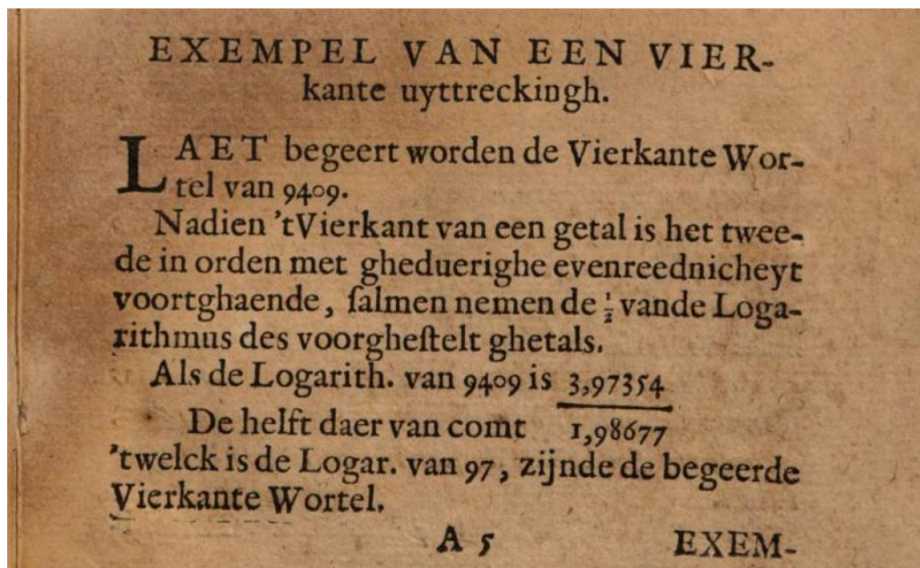 EXEMPEL VAN EEN VIER-
kante uyttreckingh.
LAET begeert worden de Vierkante Wor-
tel van 9409.
Nadien 'tVierkant van een getal is het twee-
de in orden met gheduerighe evenreednicheyt
voortghaende, ſalmen nemen de ½ vande Loga-
rithmus des voorgheſtelt ghetals.
Als de Logarith. van 9409 is 3,97354
De helft daer van comt 1,98677
'twelck is de Logar. van 97, zijnde de begeerde
Vierkante Wortel.
A 5 EXEM-